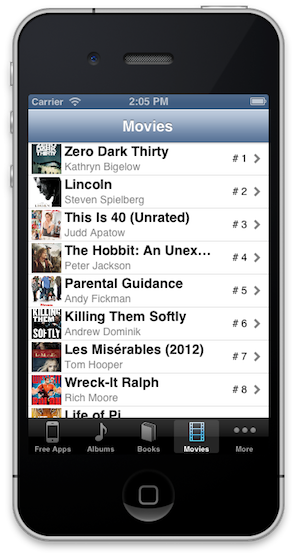 Carrier 2:05 PM
Movies
Zero Dark Thirty
Kathryn Bigelow
# 1
Lincoln
Steven Spielberg
# 2
This Is 40 (Unrated)
Judd Apatow
# 3
The Hobbit: An Unex...
Peter Jackson
# 4
Parental Guidance
Andy Fickman
# 5
KILLING
THEM
SOFTLY
Killing Them Softly
Andrew Dominik
# 6
Les Misérables (2012)
Tom Hooper
# 7
Wreck-It Ralph
Rich Moore
# 8
Life of Pi
Free Apps Albums Books Movies More